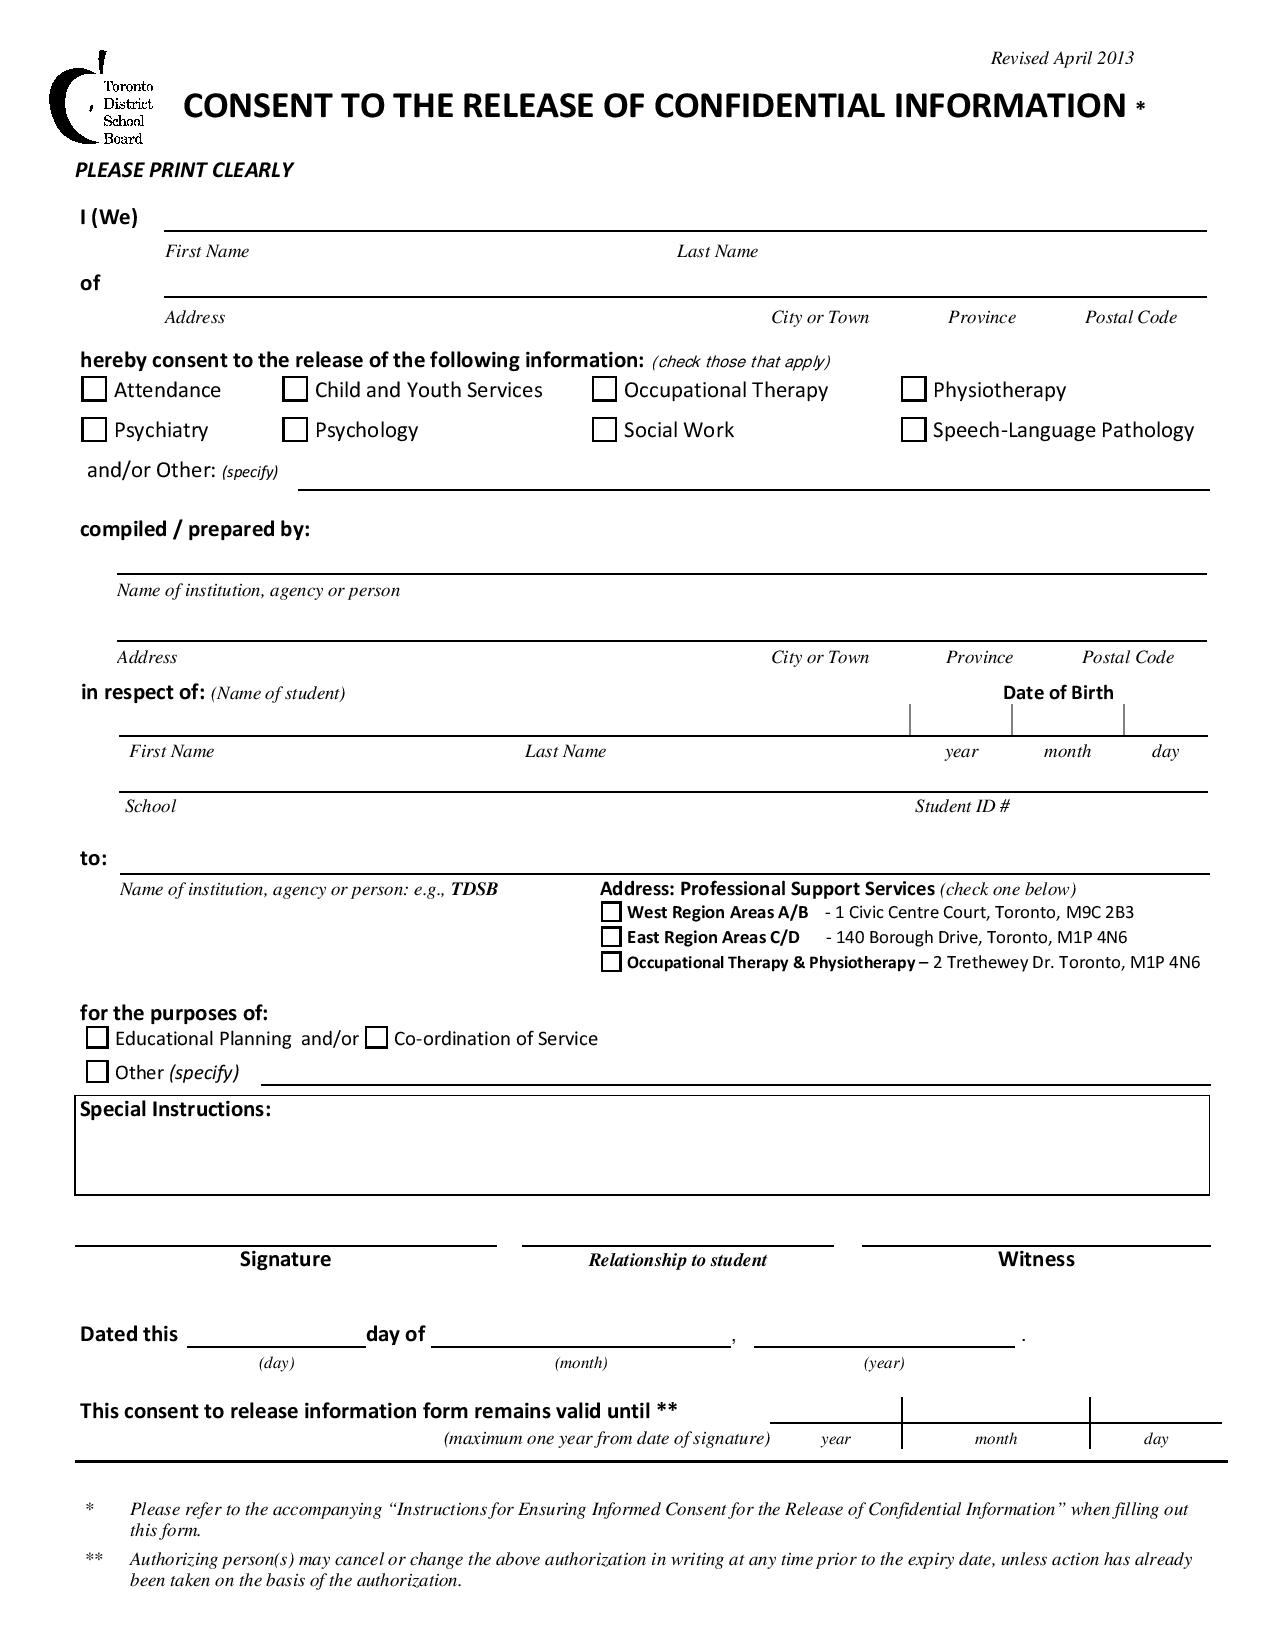 Revised April 2013
Toronto
District
School
Board
CONSENT TO THE RELEASE OF CONFIDENTIAL INFORMATION *
PLEASE PRINT CLEARLY
I (We)
First Name Last Name
of
Address City or Town Province Postal Code
hereby consent to the release of the following information: (check those that apply)
Attendance Child and Youth Services Occupational Therapy Physiotherapy
Psychiatry Psychology Social Work Speech-Language Pathology
and/or Other: (specify)
compiled / prepared by:
Name of institution, agency or person
Address City or Town Province Postal Code
in respect of: (Name of student) Date of Birth
First Name Last Name year month day
School Student ID #
to:
Name of institution, agency or person: e.g., TDSB Address: Professional Support Services (check one below)
West Region Areas A/B - 1 Civic Centre Court, Toronto, M9C 2B3
East Region Areas C/D - 140 Borough Drive, Toronto, M1P 4N6
Occupational Therapy & Physiotherapy – 2 Trethewey Dr. Toronto, M1P 4N6
for the purposes of:
Educational Planning and/or Co-ordination of Service
Other (specify)
Special Instructions:
Signature Relationship to student Witness
Dated this day of , .
(day) (month) (year)
This consent to release information form remains valid until **
(maximum one year from date of signature) year month day
* Please refer to the accompanying “Instructions for Ensuring Informed Consent for the Release of Confidential Information” when filling out
this form.
** Authorizing person(s) may cancel or change the above authorization in writing at any time prior to the expiry date, unless action has already
been taken on the basis of the authorization.